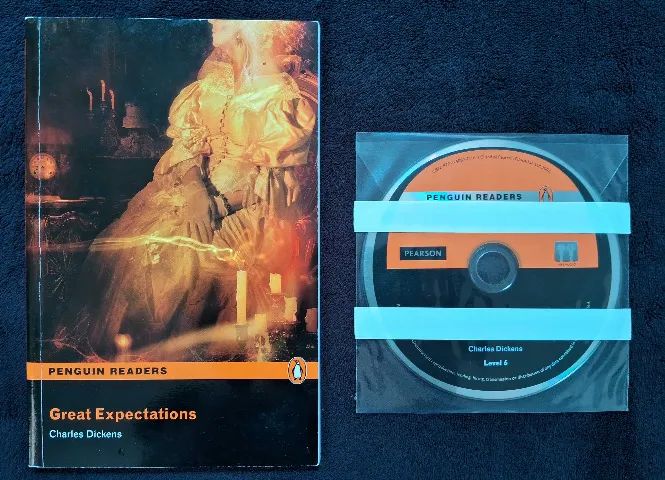 PENGUIN READERS
Great Expectations
Charles Dickens
PENGUIN READERS
PEARSON
Charles Dickens
Level 6